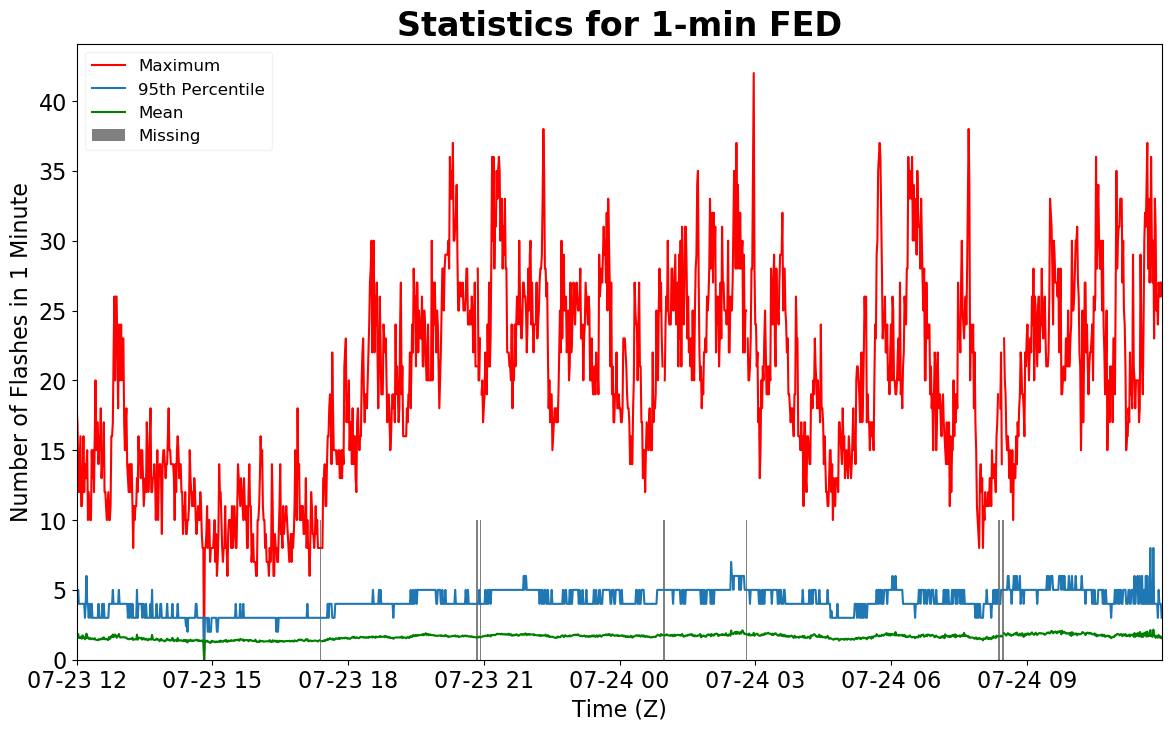 Statistics for 1-min FED
Maximum
95th Percentile
Mean
Missing
Number of Flashes in 1 Minute
40
35
30
25
20
15
10
5
0
07-23 12
07-23 15
07-23 18
07-23 21
07-24 00
07-24 03
07-24 06
07-24 09
Time (Z)